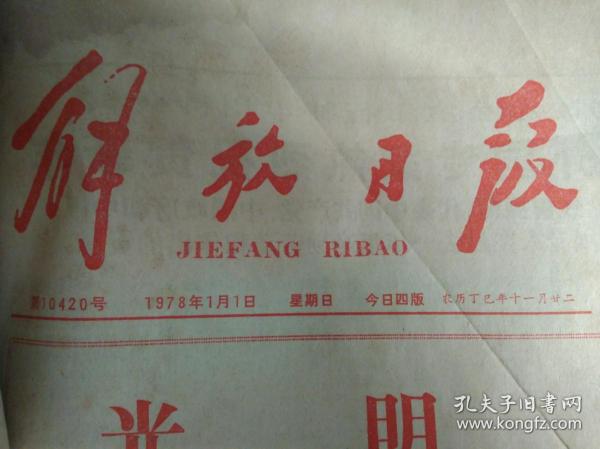 解放日报
JIEFANG RIBAO
第10420号 1978年1月1日 星期日 今日四版 农历丁巳年十一月廿二
光明
孔夫子旧书网
www.kongfz.com